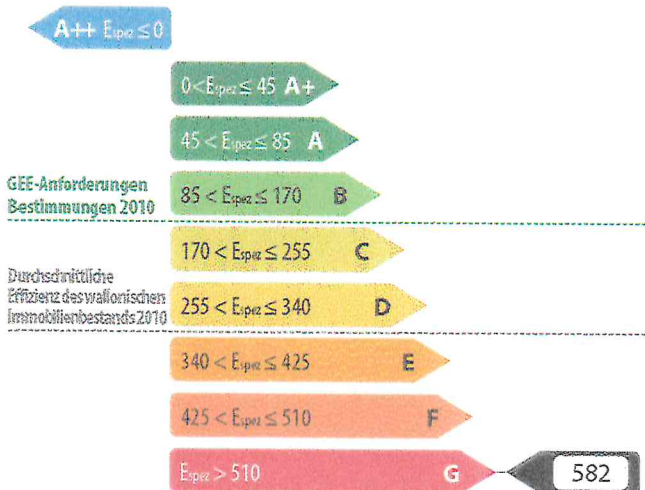 A++ Espez ≤ 0
0 < Espez ≤ 45 A+
45 < Espez ≤ 85 A
GEE-Anforderungen
Bestimmungen 2010
85 < Espez ≤ 170 B
170 < Espez ≤ 255 C
Durchschnittliche
Effizienz des wallonischen
Immobilienbestands 2010
255 < Espez ≤ 340 D
340 < Espez ≤ 425 E
425 < Espez ≤ 510 F
Espez > 510 G
582